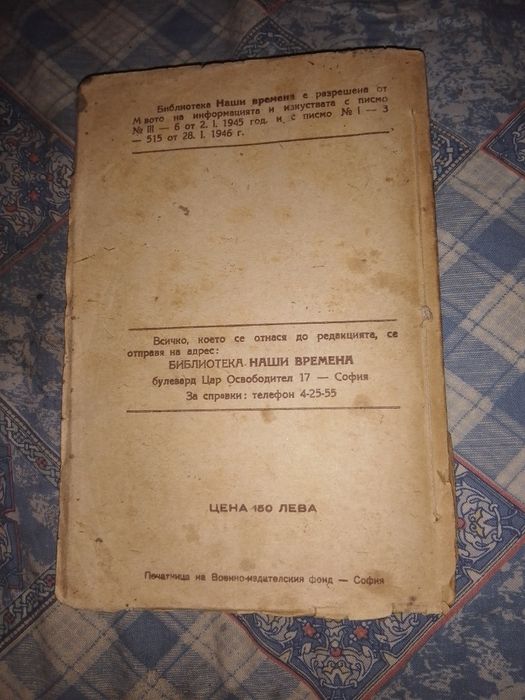 Библиотека Наши времена е разрешена от
М вото на информацията и изкуствата с писмо
№ III — 6 от 2. I. 1945 год. и с писмо № I — 3
— 515 от 28. I. 1946 г.
Всичко, което се отнася до редакцията, се
отправя на адрес:
БИБЛИОТЕКА НАШИ ВРЕМЕНА
булевард Цар Освободител 17 — София
За справки: телефон 4-25-55
ЦЕНА 150 ЛЕВА
Печатница на Военно-издателския фонд — София